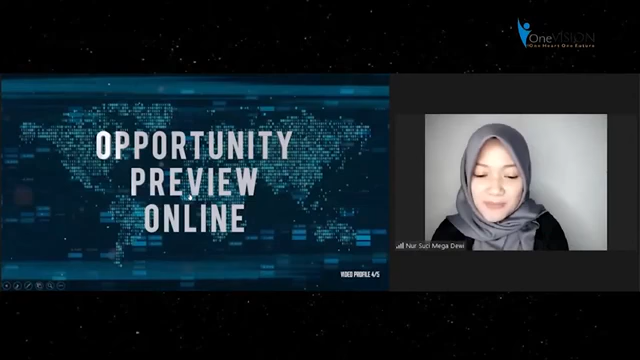 OneVISION
One Heart One Future
OPPORTUNITY
PREVIEW
ONLINE
VIDEO PROFILE 4/5
Nur Suci Mega Dewi